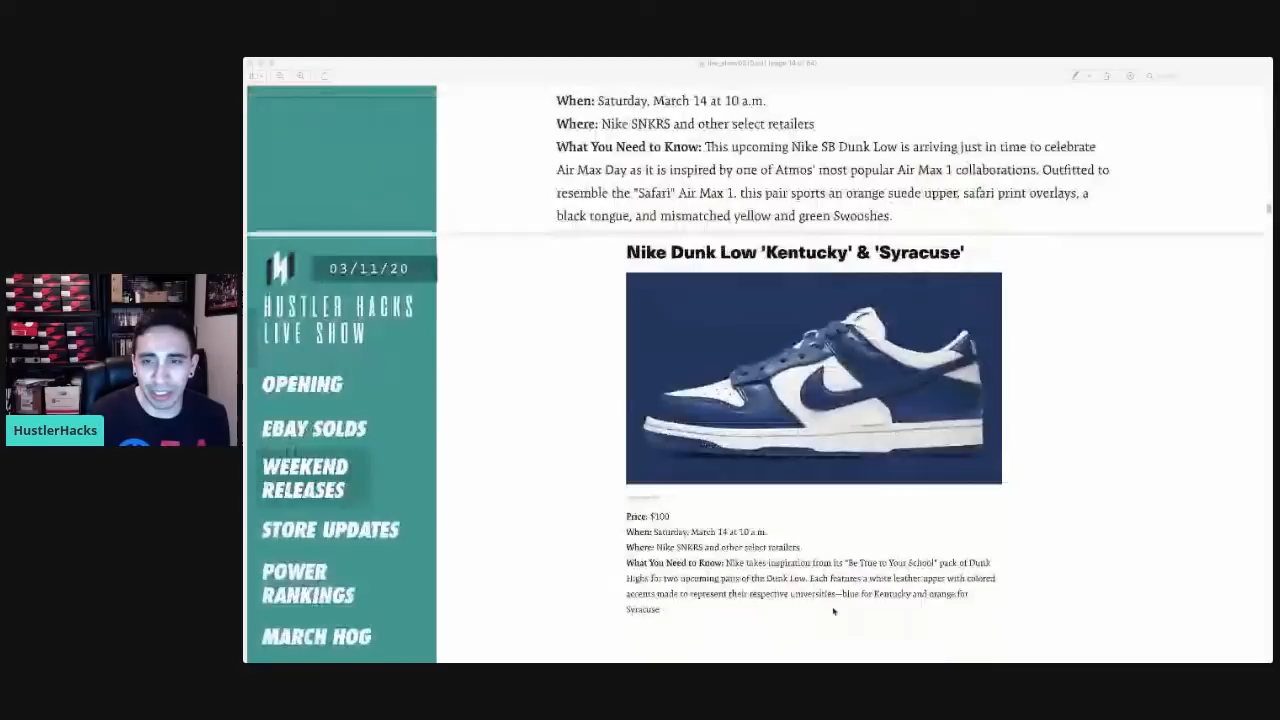 When: Saturday, March 14 at 10 a.m.
Where: Nike SNKRS and other select retailers
What You Need to Know: This upcoming Nike SB Dunk Low is arriving just in time to celebrate
Air Max Day as it is inspired by one of Atmos' most popular Air Max 1 collaborations. Outfitted to
resemble the "Safari" Air Max 1, this pair sports an orange suede upper, safari print overlays, a
black tongue, and mismatched yellow and green Swooshes.
03/11/20
HUSTLER HACKS
LIVE SHOW
OPENING
EBAY SOLDS
WEEKEND
RELEASES
STORE UPDATES
POWER
RANKINGS
MARCH HOG
Nike Dunk Low 'Kentucky' & 'Syracuse'
Price: $100
When: Saturday, March 14 at 10 a.m.
Where: Nike SNKRS and other select retailers
What You Need to Know: Nike takes inspiration from its "Be True to Your School" pack of Dunk
Highs for two upcoming pairs of the Dunk Low. Each features a white leather upper with colored
accents made to represent their respective universities—blue for Kentucky and orange for
Syracuse
HustlerHacks